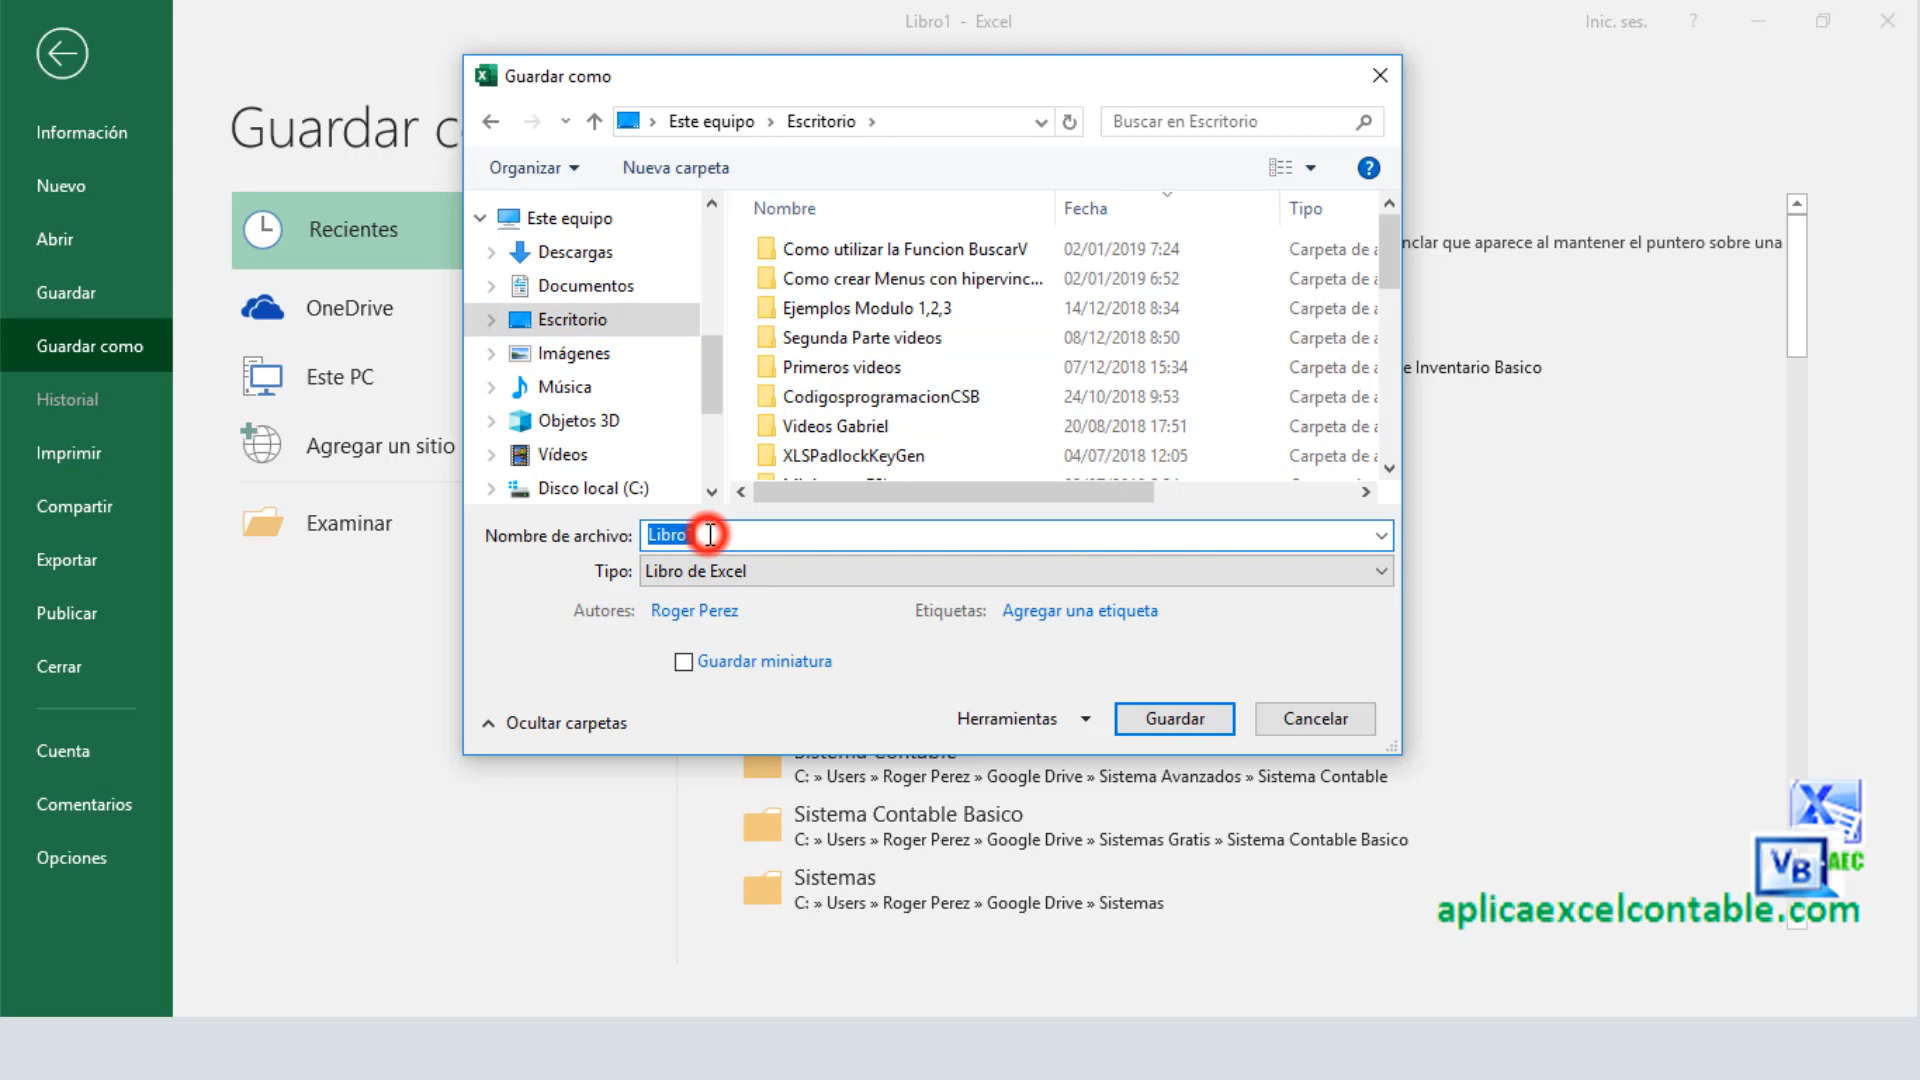 Libro1 - Excel
Inic. ses.
?
Información
Nuevo
Abrir
Guardar
Guardar como
Historial
Imprimir
Compartir
Exportar
Publicar
Cerrar
Cuenta
Comentarios
Opciones
Guardar c
Recientes
OneDrive
Este PC
Agregar un sitio
Examinar
Guardar como
Este equipo
Escritorio
Buscar en Escritorio
Organizar
Nueva carpeta
?
Este equipo
Descargas
Documentos
Escritorio
Imágenes
Música
Objetos 3D
Vídeos
Disco local (C:)
Nombre Fecha Tipo
Como utilizar la Funcion BuscarV 02/01/2019 7:24 Carpeta de a
Como crear Menus con hipervinc... 02/01/2019 6:52 Carpeta de a
Ejemplos Modulo 1,2,3 14/12/2018 8:34 Carpeta de a
Segunda Parte videos 08/12/2018 8:50 Carpeta de a
Primeros videos 07/12/2018 15:34 Carpeta de a
CodigosprogramacionCSB 24/10/2018 9:53 Carpeta de a
Videos Gabriel 20/08/2018 17:51 Carpeta de a
XLSPadlockKeyGen 04/07/2018 12:05 Carpeta de a
Nombre de archivo: Libro
Tipo: Libro de Excel
Autores: Roger Perez Etiquetas: Agregar una etiqueta
Guardar miniatura
Ocultar carpetas
Herramientas
Guardar
Cancelar
nclar que aparece al mantener el puntero sobre una
e Inventario Basico
Sistema Contable
C: » Users » Roger Perez » Google Drive » Sistema Avanzados » Sistema Contable
Sistema Contable Basico
C: » Users » Roger Perez » Google Drive » Sistemas Gratis » Sistema Contable Basico
Sistemas
C: » Users » Roger Perez » Google Drive » Sistemas
X
VB
AEC
aplicaexcelcontable.com